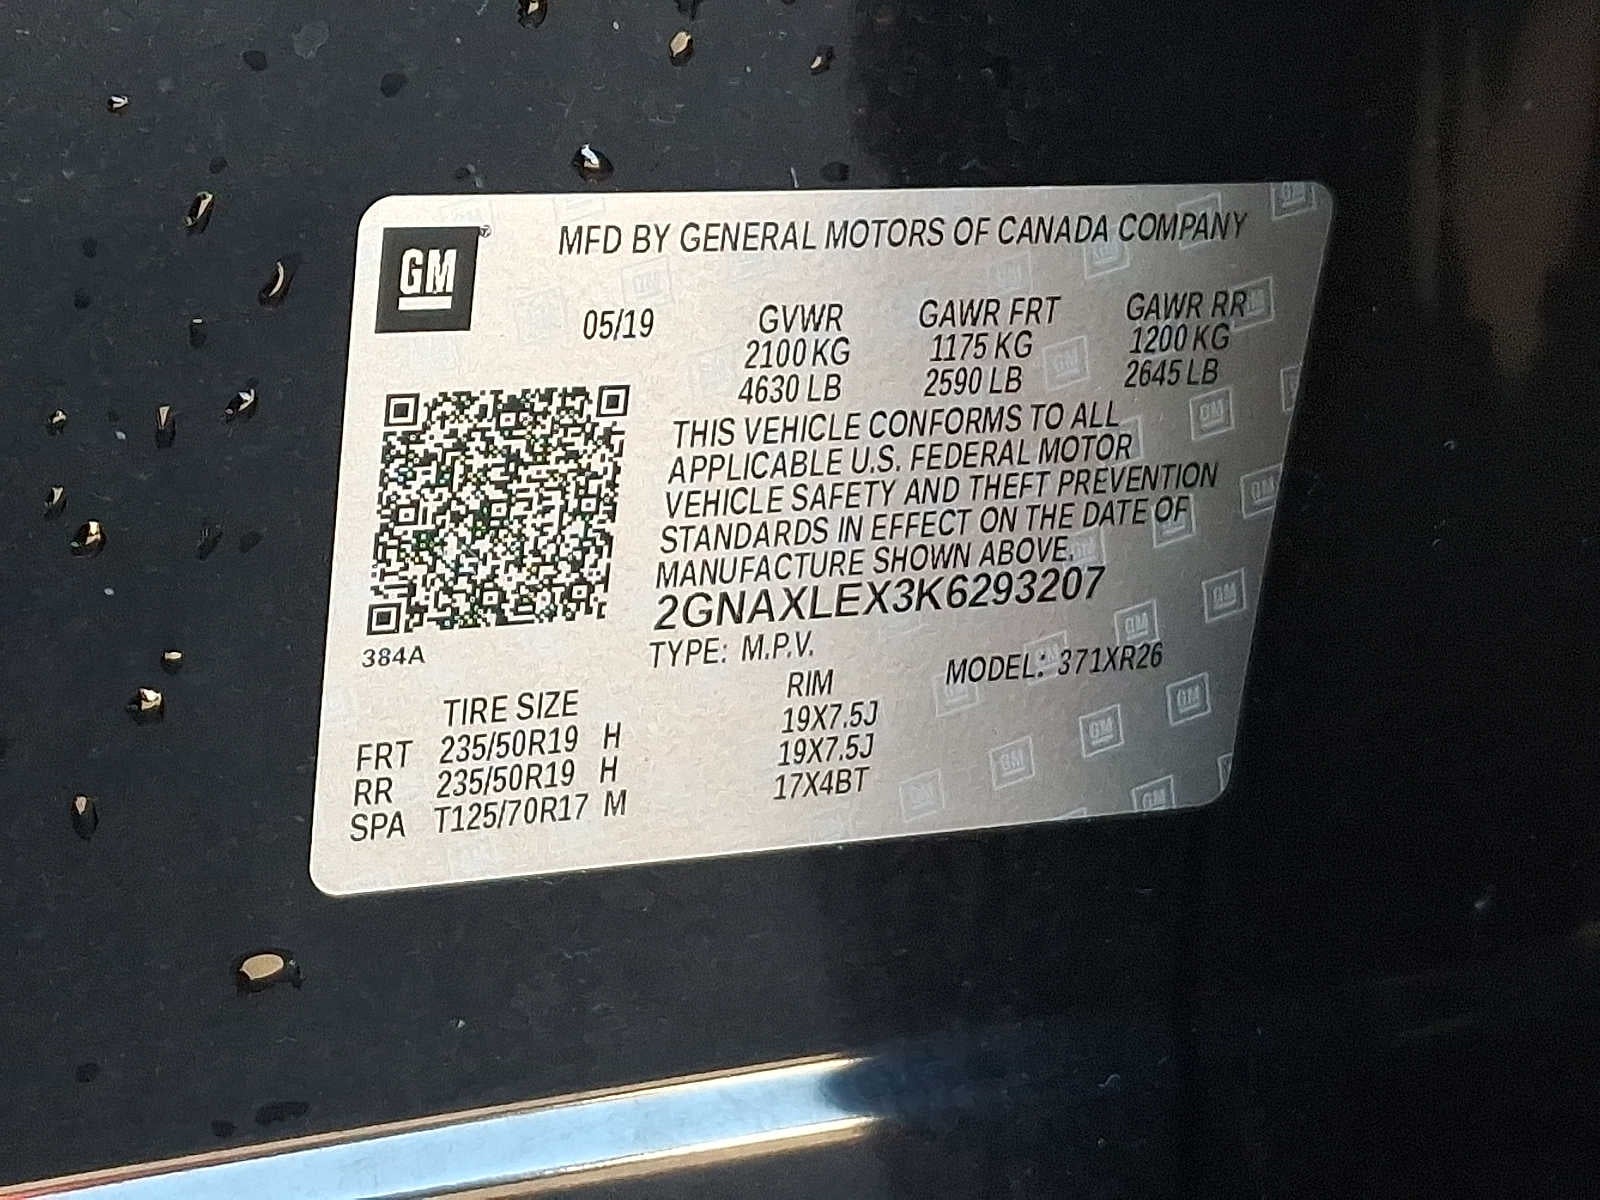 GM
MFD BY GENERAL MOTORS OF CANADA COMPANY
05/19 GVWR GAWR FRT GAWR RR
2100 KG 1175 KG 1200 KG
4630 LB 2590 LB 2645 LB
THIS VEHICLE CONFORMS TO ALL
APPLICABLE U.S. FEDERAL MOTOR
VEHICLE SAFETY AND THEFT PREVENTION
STANDARDS IN EFFECT ON THE DATE OF
MANUFACTURE SHOWN ABOVE.
2GNAXLEX3K6293207
384A
TYPE: M.P.V. MODEL: 371XR26
TIRE SIZE RIM
FRT 235/50R19 H 19X7.5J
RR 235/50R19 H 19X7.5J
SPA T125/70R17 M 17X4BT